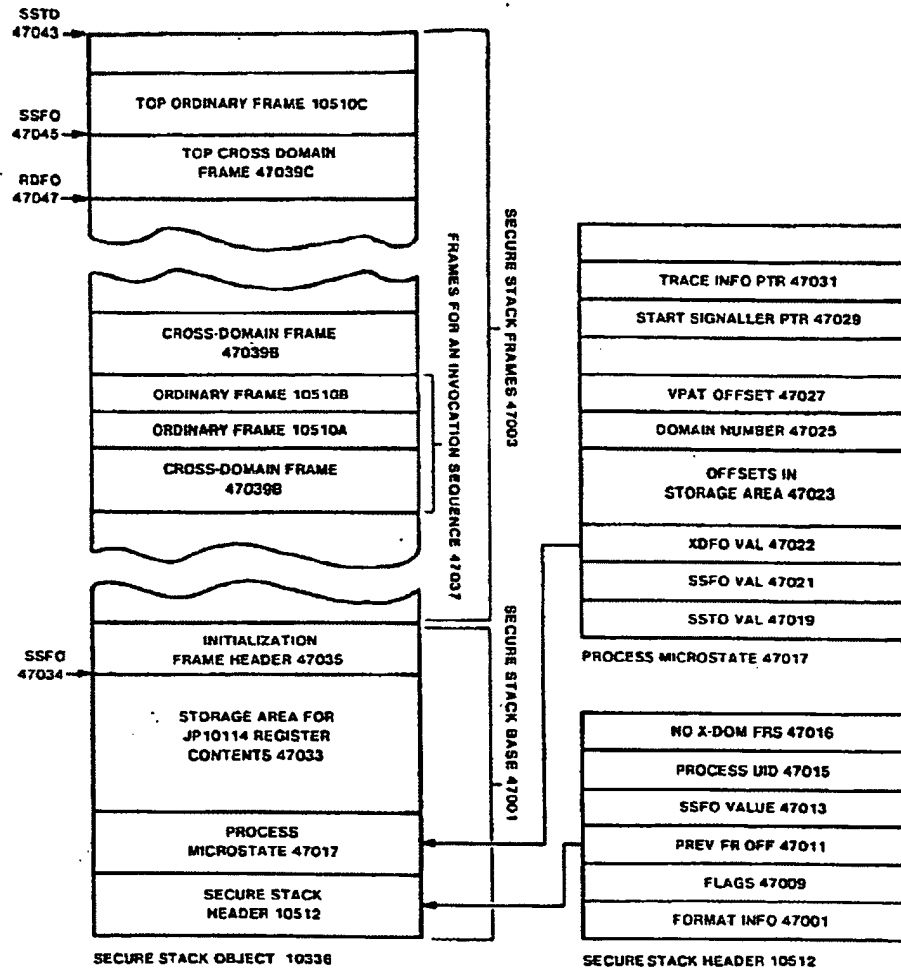 SSTO
47043
TOP ORDINARY FRAME 10510C
SSFO
47045
TOP CROSS DOMAIN
FRAME 47039C
RDFO
47047
CROSS-DOMAIN FRAME
47039B
ORDINARY FRAME 10510B
ORDINARY FRAME 10510A
CROSS-DOMAIN FRAME
47039B
FRAMES FOR AN INVOCATION SEQUENCE 47037
SECURE STACK FRAMES 47003
INITIALIZATION
FRAME HEADER 47035
SSFO
47034
STORAGE AREA FOR
JP10114 REGISTER
CONTENTS 47033
PROCESS
MICROSTATE 47017
SECURE STACK
HEADER 10512
SECURE STACK BASE 47001
SECURE STACK OBJECT 10336
TRACE INFO PTR 47031
START SIGNALLER PTR 47029
VPAT OFFSET 47027
DOMAIN NUMBER 47025
OFFSETS IN
STORAGE AREA 47023
XDFO VAL 47022
SSFO VAL 47021
SSTO VAL 47019
PROCESS MICROSTATE 47017
NO X-DOM FRS 47016
PROCESS UID 47015
SSFO VALUE 47013
PREV FR OFF 47011
FLAGS 47009
FORMAT INFO 47001
SECURE STACK HEADER 10512